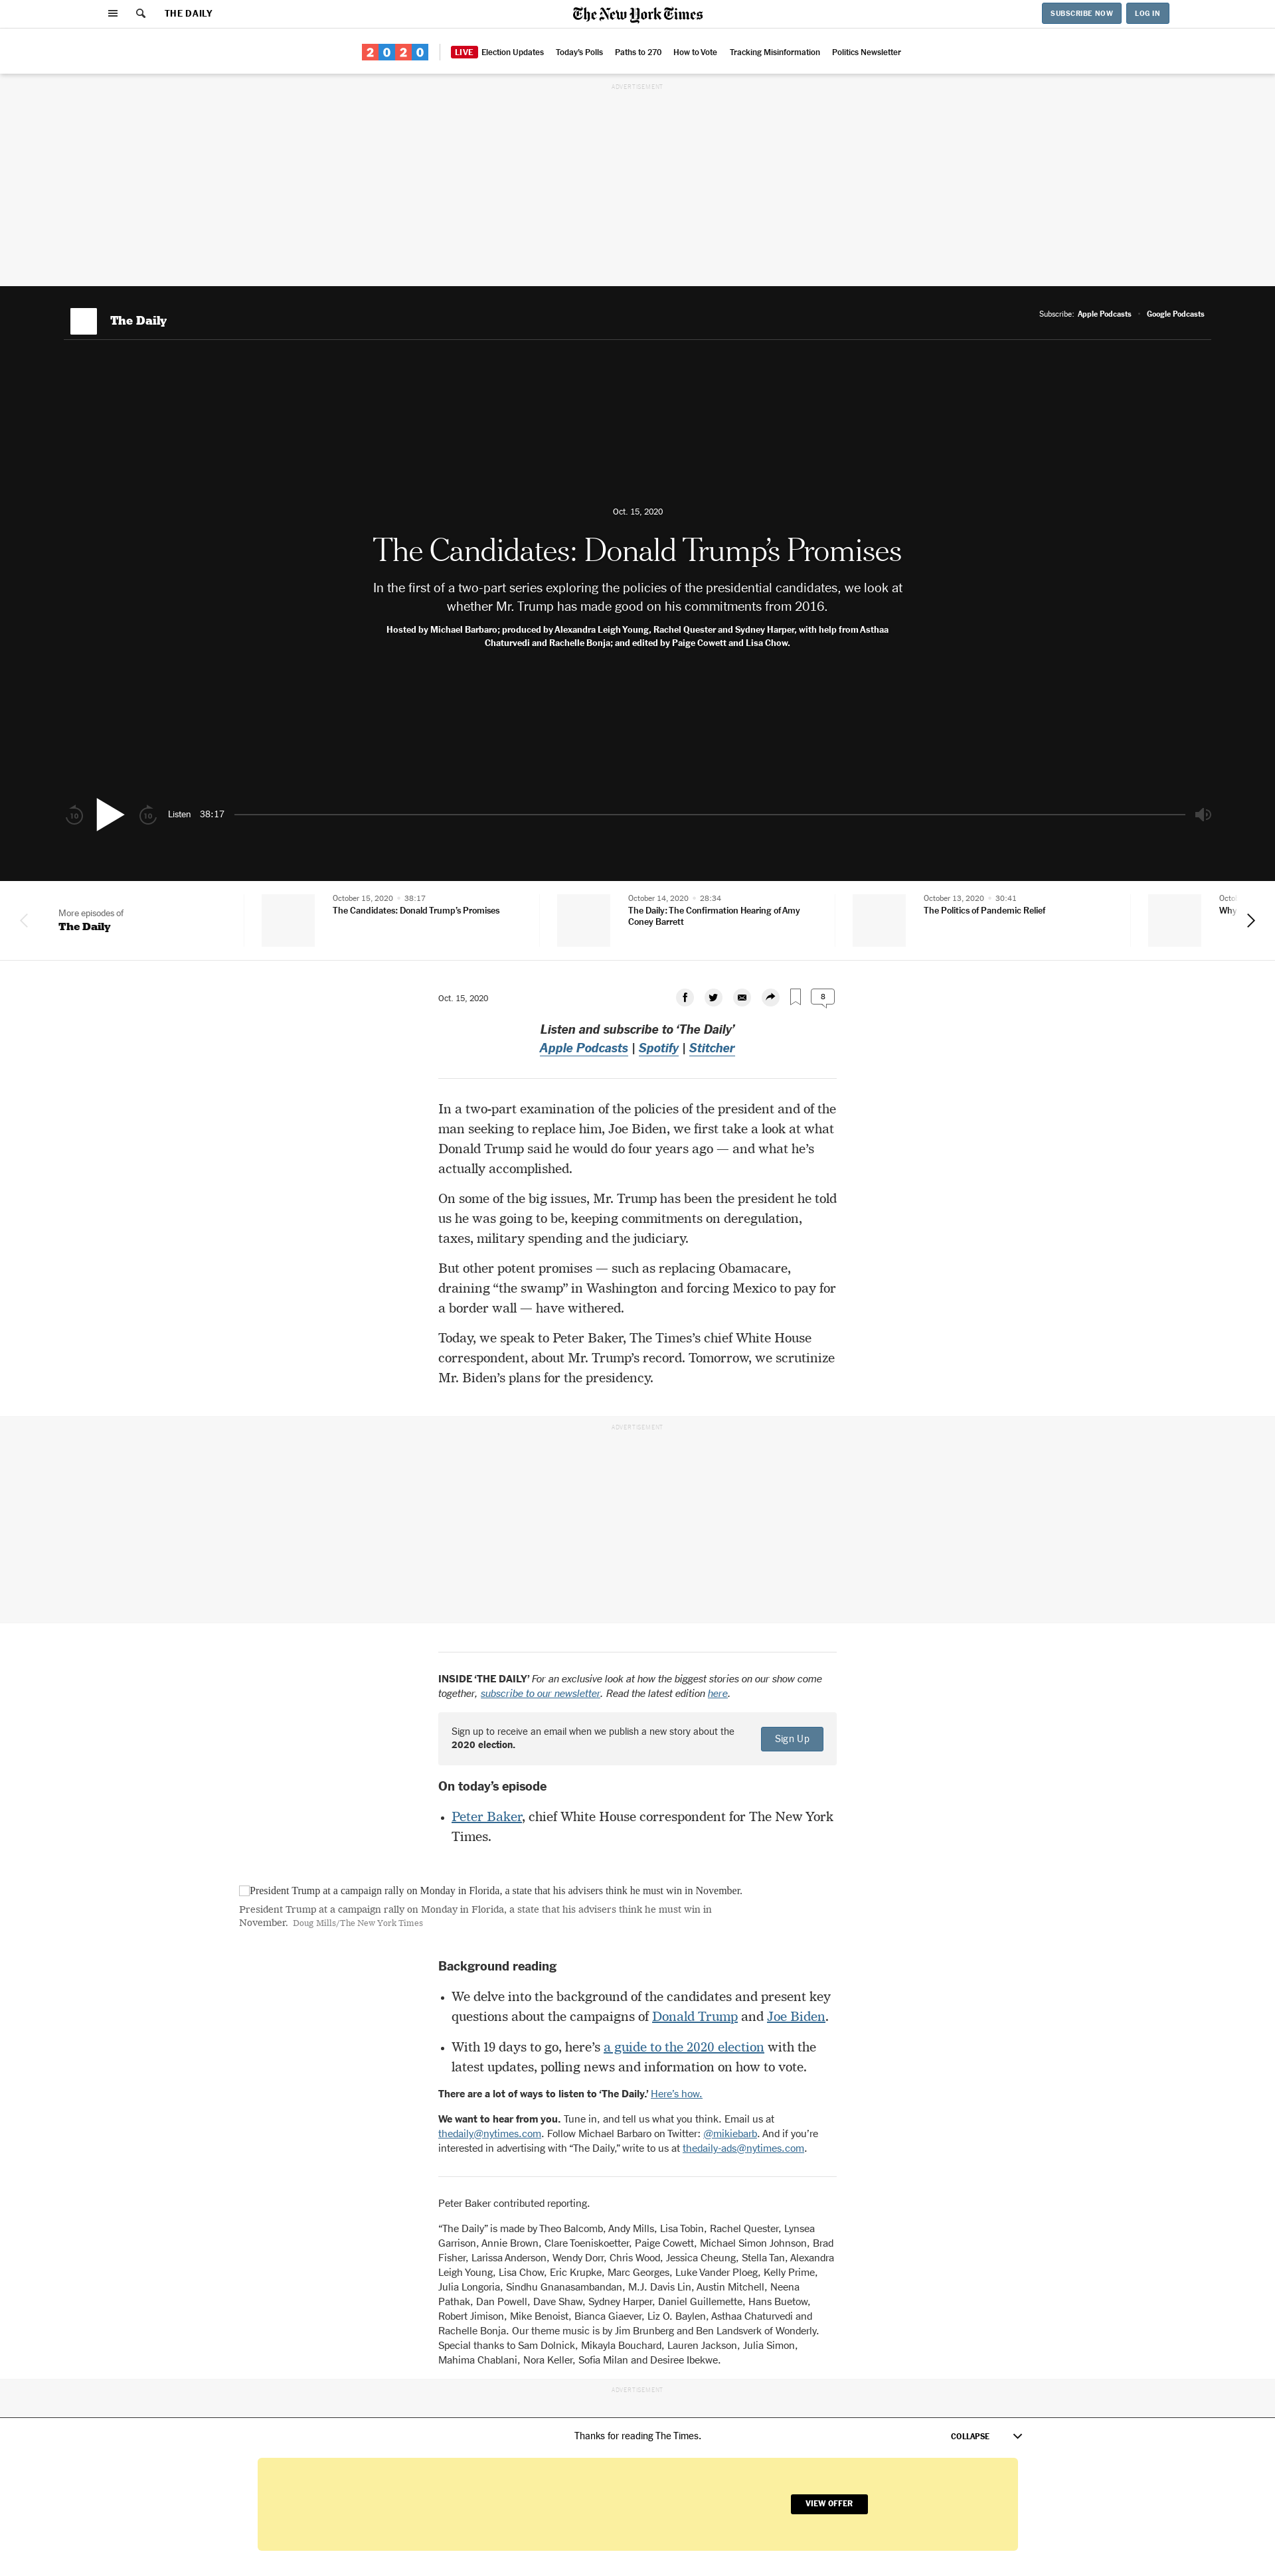 THE DAILY
The New York Times
SUBSCRIBE NOW
LOG IN
2020
LIVE Election Updates
Today's Polls
Paths to 270
How to Vote
Tracking Misinformation
Politics Newsletter
ADVERTISEMENT
The Daily
Subscribe: Apple Podcasts · Google Podcasts
Oct. 15, 2020
The Candidates: Donald Trump’s Promises
In the first of a two-part series exploring the policies of the presidential candidates, we look at
whether Mr. Trump has made good on his commitments from 2016.
Hosted by Michael Barbaro; produced by Alexandra Leigh Young, Rachel Quester and Sydney Harper, with help from Asthaa
Chaturvedi and Rachelle Bonja; and edited by Paige Cowett and Lisa Chow.
10
10
Listen 38:17
More episodes of
The Daily
October 15, 2020 • 38:17
The Candidates: Donald Trump’s Promises
October 14, 2020 • 28:34
The Daily: The Confirmation Hearing of Amy
Coney Barrett
October 13, 2020 • 30:41
The Politics of Pandemic Relief
Octo
Why
Oct. 15, 2020
8
Listen and subscribe to ‘The Daily’
Apple Podcasts | Spotify | Stitcher
In a two-part examination of the policies of the president and of the
man seeking to replace him, Joe Biden, we first take a look at what
Donald Trump said he would do four years ago — and what he’s
actually accomplished.
On some of the big issues, Mr. Trump has been the president he told
us he was going to be, keeping commitments on deregulation,
taxes, military spending and the judiciary.
But other potent promises — such as replacing Obamacare,
draining “the swamp” in Washington and forcing Mexico to pay for
a border wall — have withered.
Today, we speak to Peter Baker, The Times’s chief White House
correspondent, about Mr. Trump’s record. Tomorrow, we scrutinize
Mr. Biden’s plans for the presidency.
ADVERTISEMENT
INSIDE ‘THE DAILY’ For an exclusive look at how the biggest stories on our show come
together, subscribe to our newsletter. Read the latest edition here.
Sign up to receive an email when we publish a new story about the
2020 election.
Sign Up
On today’s episode
• Peter Baker, chief White House correspondent for The New York
Times.
President Trump at a campaign rally on Monday in Florida, a state that his advisers think he must win in November.
President Trump at a campaign rally on Monday in Florida, a state that his advisers think he must win in
November. Doug Mills/The New York Times
Background reading
• We delve into the background of the candidates and present key
questions about the campaigns of Donald Trump and Joe Biden.
• With 19 days to go, here’s a guide to the 2020 election with the
latest updates, polling news and information on how to vote.
There are a lot of ways to listen to ‘The Daily.’ Here’s how.
We want to hear from you. Tune in, and tell us what you think. Email us at
thedaily@nytimes.com. Follow Michael Barbaro on Twitter: @mikiebarb. And if you’re
interested in advertising with “The Daily,” write to us at thedaily-ads@nytimes.com.
Peter Baker contributed reporting.
“The Daily” is made by Theo Balcomb, Andy Mills, Lisa Tobin, Rachel Quester, Lynsea
Garrison, Annie Brown, Clare Toeniskoetter, Paige Cowett, Michael Simon Johnson, Brad
Fisher, Larissa Anderson, Wendy Dorr, Chris Wood, Jessica Cheung, Stella Tan, Alexandra
Leigh Young, Lisa Chow, Eric Krupke, Marc Georges, Luke Vander Ploeg, Kelly Prime,
Julia Longoria, Sindhu Gnanasambandan, M.J. Davis Lin, Austin Mitchell, Neena
Pathak, Dan Powell, Dave Shaw, Sydney Harper, Daniel Guillemette, Hans Buetow,
Robert Jimison, Mike Benoist, Bianca Giaever, Liz O. Baylen, Asthaa Chaturvedi and
Rachelle Bonja. Our theme music is by Jim Brunberg and Ben Landsverk of Wonderly.
Special thanks to Sam Dolnick, Mikayla Bouchard, Lauren Jackson, Julia Simon,
Mahima Chablani, Nora Keller, Sofia Milan and Desiree Ibekwe.
ADVERTISEMENT
Thanks for reading The Times.
COLLAPSE
VIEW OFFER